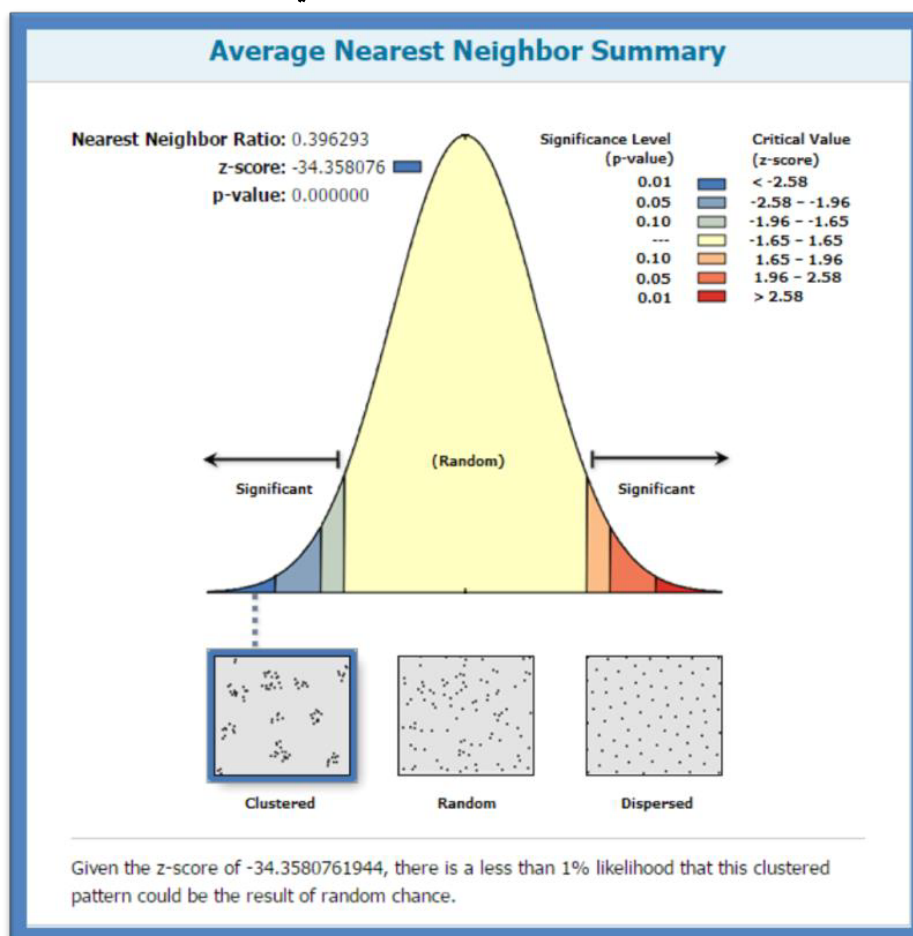 Average Nearest Neighbor Summary
Nearest Neighbor Ratio: 0.396293
z-score: -34.358076
p-value: 0.000000
Significance Level (p-value)
Critical Value (z-score)
0.01 < -2.58
0.05 -2.58 – -1.96
0.10 -1.96 – -1.65
--- -1.65 – 1.65
0.10 1.65 – 1.96
0.05 1.96 – 2.58
0.01 > 2.58
(Random)
Significant
Significant
Clustered
Random
Dispersed
Given the z-score of -34.3580761944, there is a less than 1% likelihood that this clustered
pattern could be the result of random chance.